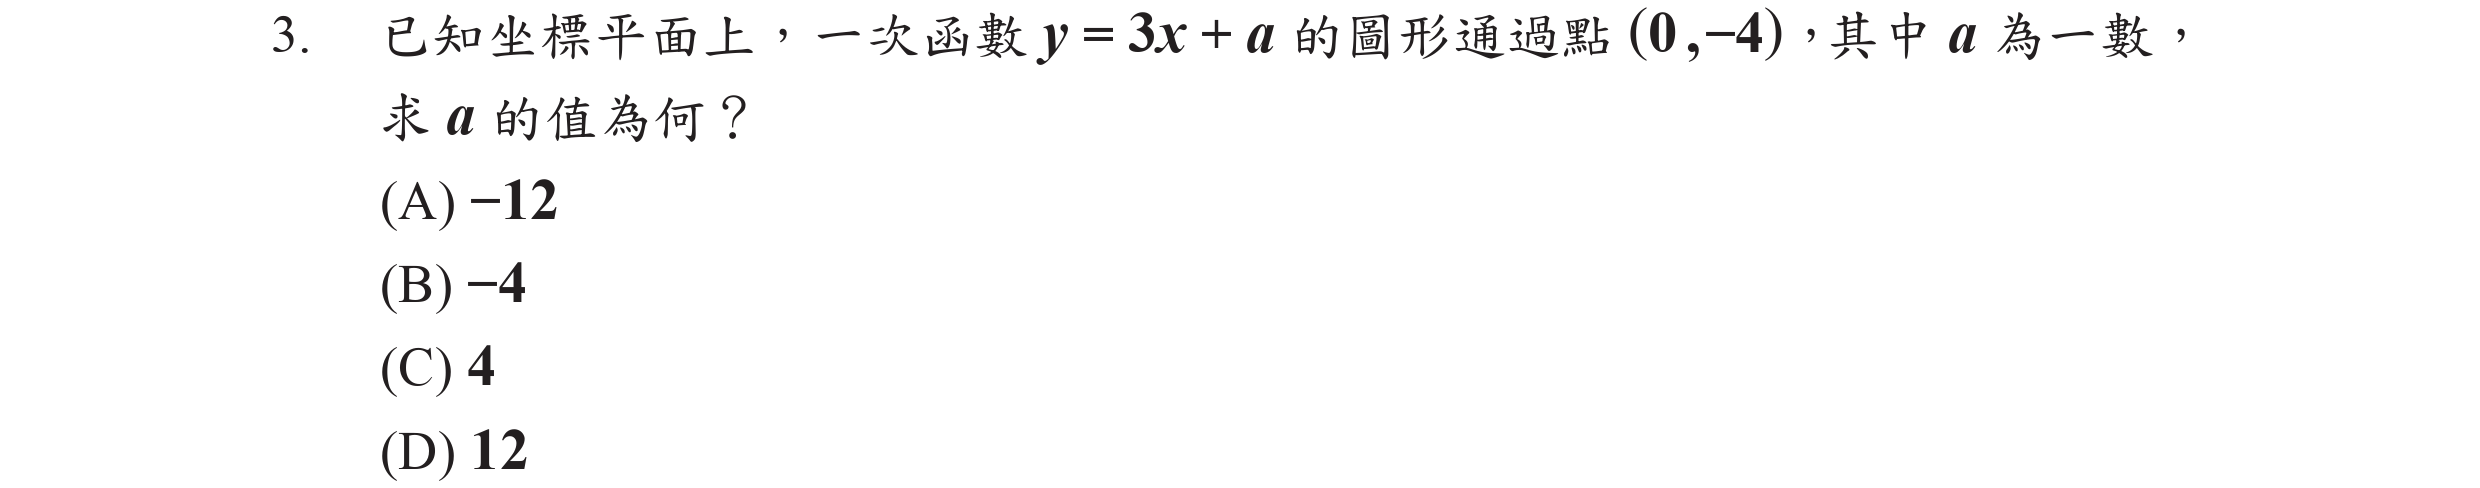 3. 已知坐標平面上，一次函數 y = 3x + a 的圖形通過點 (0 ,−4)，其中 a 為一數，
求 a 的值為何？
(A) −12
(B) −4
(C) 4
(D) 12